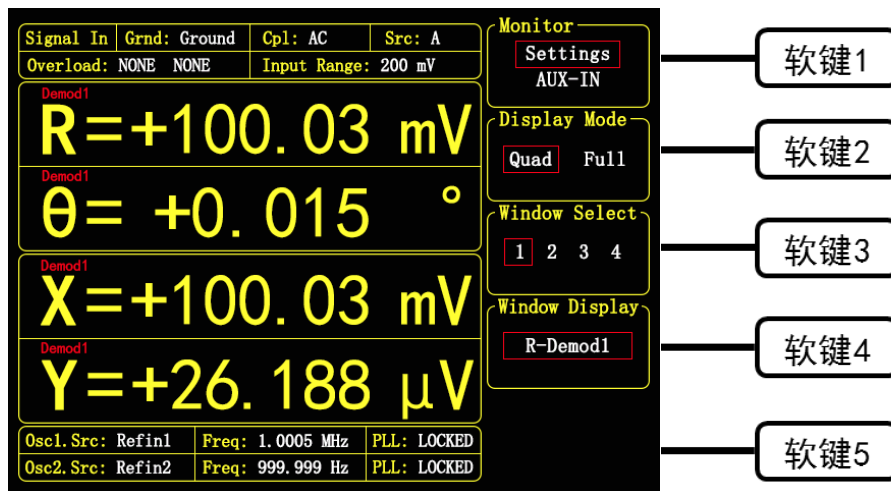 Signal In Grnd: Ground Cpl: AC Src: A
Overload: NONE NONE Input Range: 200 mV
Demod1
R=+100.03 mV
Demod1
θ= +0.015 °
Demod1
X=+100.03 mV
Demod1
Y=+26.188 μV
Osc1.Src: Refin1 Freq: 1.0005 MHz PLL: LOCKED
Osc2.Src: Refin2 Freq: 999.999 Hz PLL: LOCKED
Monitor
Settings
AUX-IN
Display Mode
Quad Full
Window Select
1 2 3 4
Window Display
R-Demod1
软键1
软键2
软键3
软键4
软键5